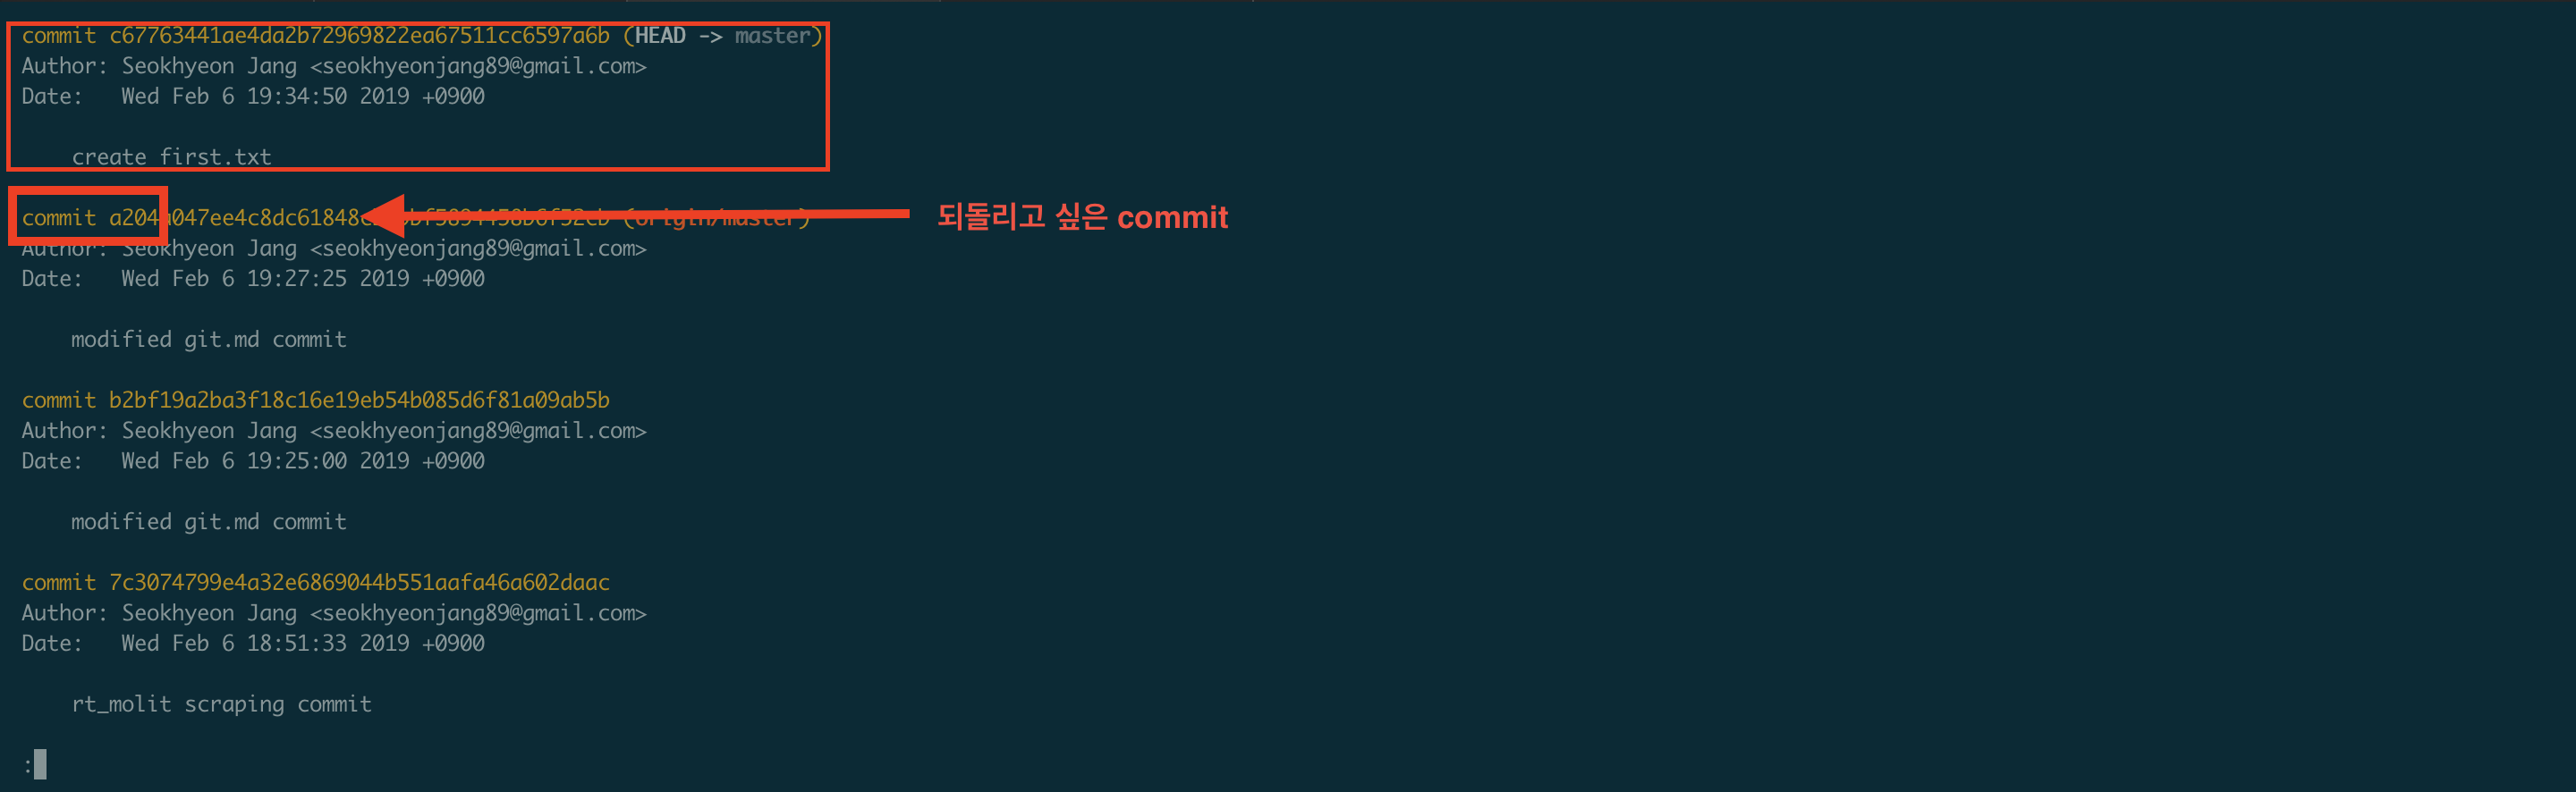 commit c67763441ae4da2b72969822ea67511cc6597a6b (HEAD -> master)
Author: Seokhyeon Jang <seokhyeonjang89@gmail.com>
Date:   Wed Feb 6 19:34:50 2019 +0900
create first.txt
commit (origin/master)
되돌리고 싶은 commit
Author: Seokhyeon Jang <seokhyeonjang89@gmail.com>
Date:   Wed Feb 6 19:27:25 2019 +0900
modified git.md commit
commit b2bf19a2ba3f18c16e19eb54b085d6f81a09ab5b
Author: Seokhyeon Jang <seokhyeonjang89@gmail.com>
Date:   Wed Feb 6 19:25:00 2019 +0900
modified git.md commit
commit 7c3074799e4a32e6869044b551aafa46a602daac
Author: Seokhyeon Jang <seokhyeonjang89@gmail.com>
Date:   Wed Feb 6 18:51:33 2019 +0900
rt_molit scraping commit
: